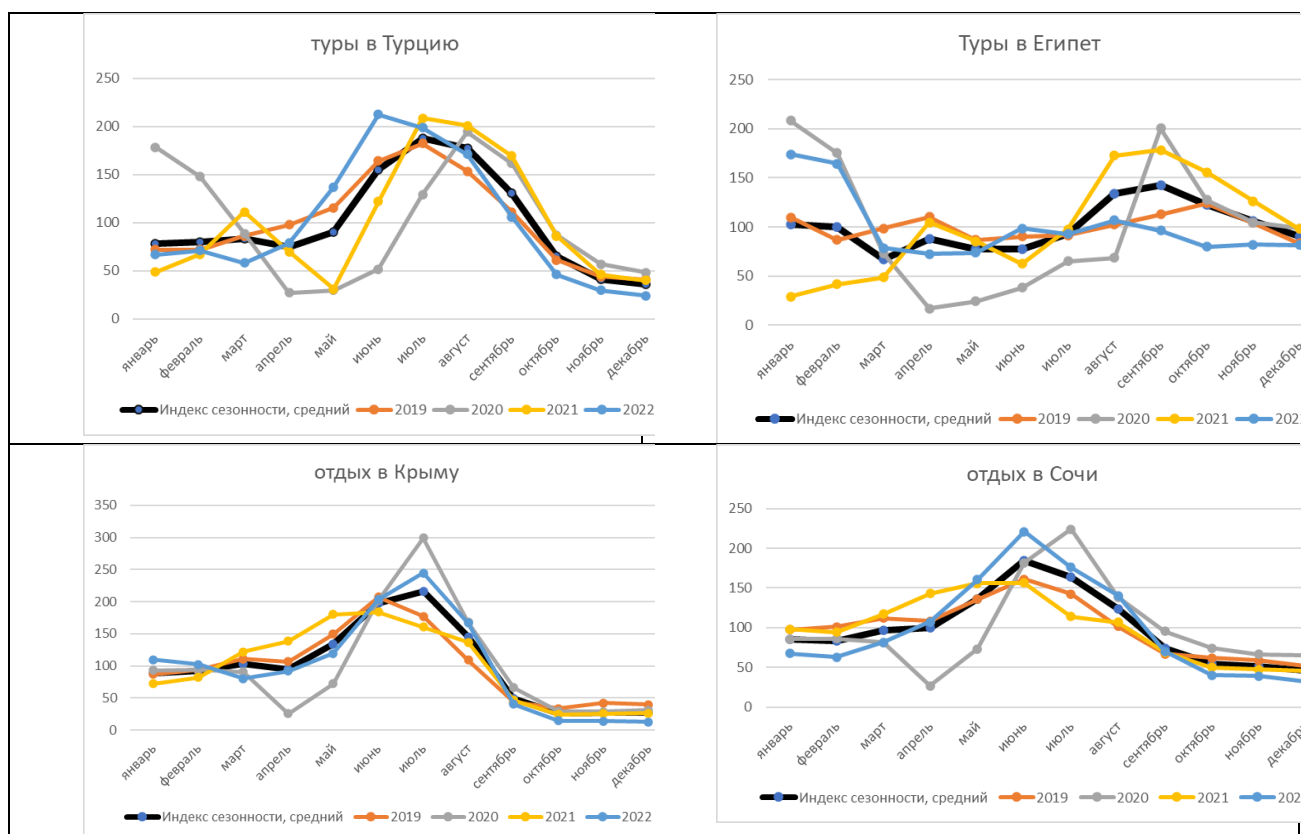 туры в Турцию
250
200
150
100
50
0
январь
февраль
март
апрель
май
июнь
июль
август
сентябрь
октябрь
ноябрь
декабрь
Индекс сезонности, средний 2019 2020 2021 2022
Туры в Египет
250
200
150
100
50
0
январь
февраль
март
апрель
май
июнь
июль
август
сентябрь
октябрь
ноябрь
декабрь
Индекс сезонности, средний 2019 2020 2021 2022
отдых в Крыму
350
300
250
200
150
100
50
0
январь
февраль
март
апрель
май
июнь
июль
август
сентябрь
октябрь
ноябрь
декабрь
Индекс сезонности, средний 2019 2020 2021 2022
отдых в Сочи
250
200
150
100
50
0
январь
февраль
март
апрель
май
июнь
июль
август
сентябрь
октябрь
ноябрь
декабрь
Индекс сезонности, средний 2019 2020 2021 202